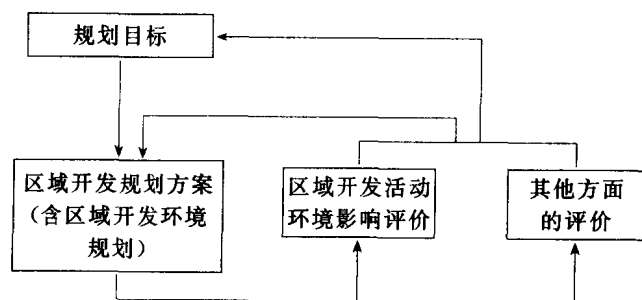 规划目标
区域开发规划方案
（含区域开发环境
规划）
区域开发活动
环境影响评价
其他方面
的评价